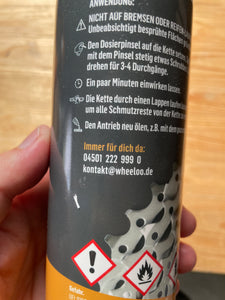 ANWENDUNG:
NICHT AUF BREMSEN ODER REIFEN
Unbeabsichtigt besprühte Flächen
Den Dosierpinsel auf die Kette
mit dem Pinsel stetig etwas
drehen für 3-4 Durchgänge.
Ein paar Minuten einwirken lassen.
Die Kette durch einen Lappen laufen
um alle Schmutzreste von der Kette
Den Antrieb neu ölen, z.B. mit dem
Immer für dich da:
04501 222 999 0
kontakt@wheeloo.de
Gefahr.